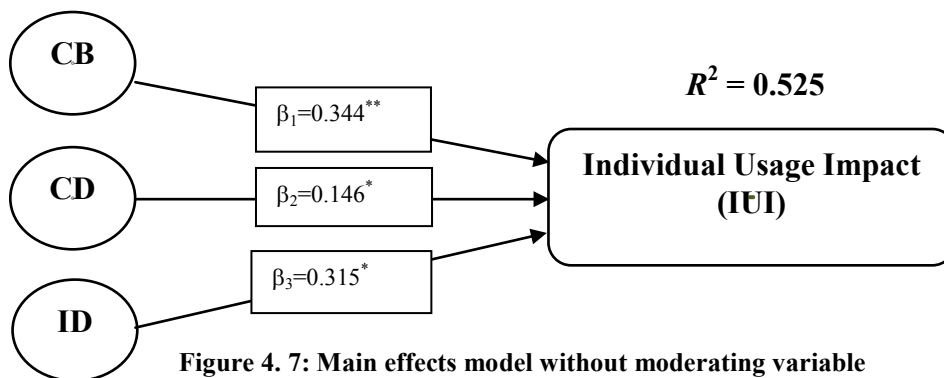 CB
R² = 0.525
β₁=0.344**
Individual Usage Impact
(IUI)
CD
β₂=0.146*
β₃=0.315*
ID
Figure 4. 7: Main effects model without moderating variable